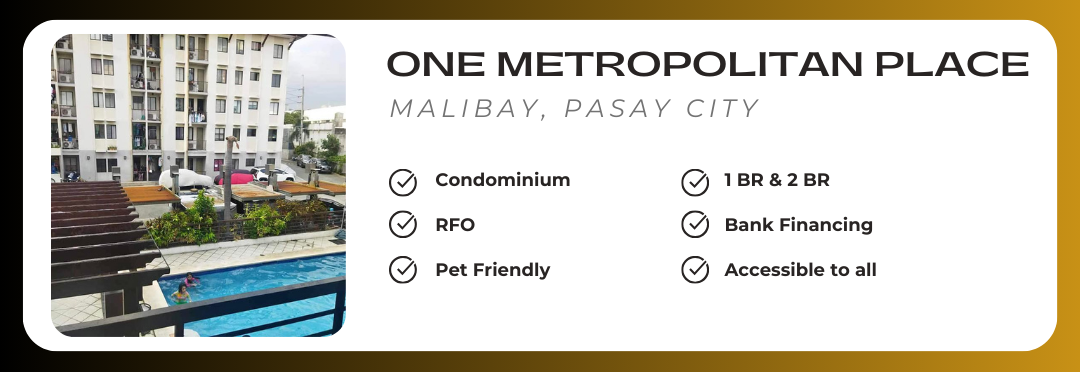 ONE METROPOLITAN PLACE
MALIBAY, PASAY CITY
Condominium
RFO
Pet Friendly
1 BR & 2 BR
Bank Financing
Accessible to all